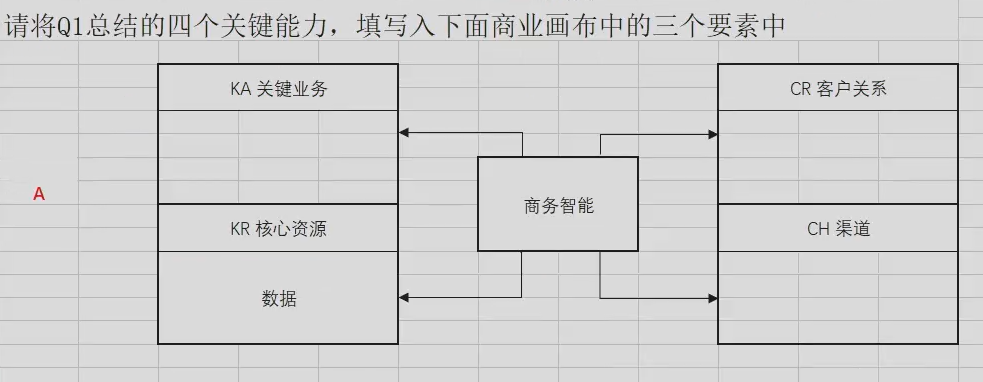 请将Q1总结的四个关键能力，填写入下面商业画布中的三个要素中
KA 关键业务
CR 客户关系
商务智能
A
KR 核心资源
CH 渠道
数据